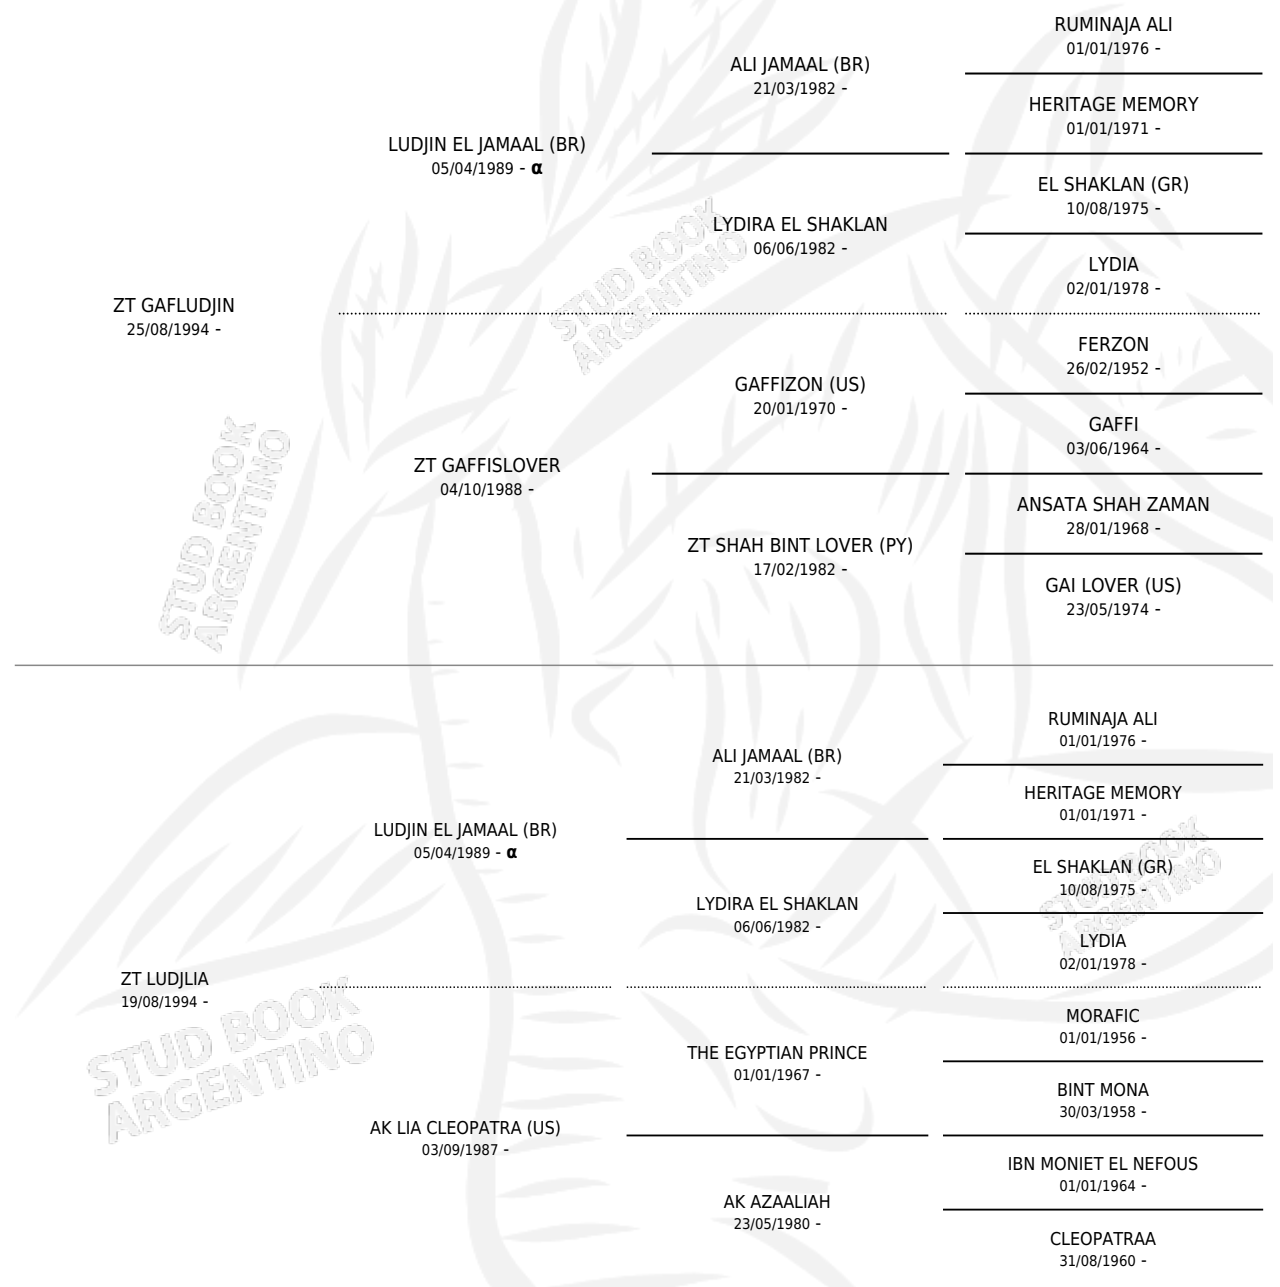 RUMINAJA ALI
01/01/1976 -
ALI JAMAAL (BR)
21/03/1982 -
HERITAGE MEMORY
01/01/1971 -
LUDJIN EL JAMAAL (BR)
05/04/1989 - α
EL SHAKLAN (GR)
10/08/1975 -
LYDIRA EL SHAKLAN
06/06/1982 -
LYDIA
02/01/1978 -
ZT GAFLUDJIN
25/08/1994 -
STUD BOOK
ARGENTINO
FERZON
26/02/1952 -
GAFFIZON (US)
20/01/1970 -
GAFFI
03/06/1964 -
ZT GAFFISLOVER
04/10/1988 -
ANSATA SHAH ZAMAN
28/01/1968 -
ZT SHAH BINT LOVER (PY)
17/02/1982 -
GAI LOVER (US)
23/05/1974 -
STUD BOOK
ARGENTINO
RUMINAJA ALI
01/01/1976 -
ALI JAMAAL (BR)
21/03/1982 -
HERITAGE MEMORY
01/01/1971 -
LUDJIN EL JAMAAL (BR)
05/04/1989 - α
EL SHAKLAN (GR)
10/08/1975 -
STUD BOOK
ARGENTINO
LYDIRA EL SHAKLAN
06/06/1982 -
LYDIA
02/01/1978 -
ZT LUDJLIA
19/08/1994 -
STUD BOOK
ARGENTINO
MORAFIC
01/01/1956 -
THE EGYPTIAN PRINCE
01/01/1967 -
BINT MONA
30/03/1958 -
AK LIA CLEOPATRA (US)
03/09/1987 -
IBN MONIET EL NEFOUS
01/01/1964 -
AK AZAALIAH
23/05/1980 -
CLEOPATRAA
31/08/1960 -